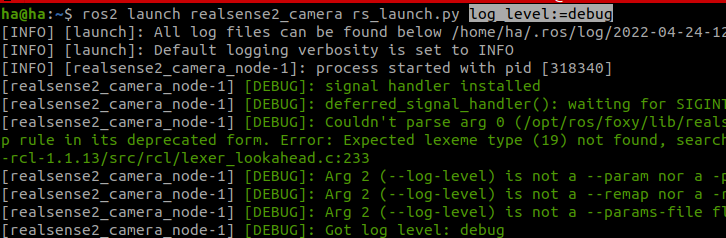 ha@ha:~$ ros2 launch realsense2_camera rs_launch.py log_level:=debug
[INFO] [launch]: All log files can be found below /home/ha/.ros/log/2022-04-24-12
[INFO] [launch]: Default logging verbosity is set to INFO
[INFO] [realsense2_camera_node-1]: process started with pid [318340]
[realsense2_camera_node-1] [DEBUG]: signal handler installed
[realsense2_camera_node-1] [DEBUG]: deferred_signal_handler(): waiting for SIGINT
[realsense2_camera_node-1] [DEBUG]: Couldn't parse arg 0 (/opt/ros/foxy/lib/reals
p rule in its deprecated form. Error: Expected lexeme type (19) not found, search
-rcl-1.1.13/src/rcl/lexer_lookahead.c:233
[realsense2_camera_node-1] [DEBUG]: Arg 2 (--log-level) is not a --param nor a -p
[realsense2_camera_node-1] [DEBUG]: Arg 2 (--log-level) is not a --remap nor a -r
[realsense2_camera_node-1] [DEBUG]: Arg 2 (--log-level) is not a --params-file fl
[realsense2_camera_node-1] [DEBUG]: Got log level: debug